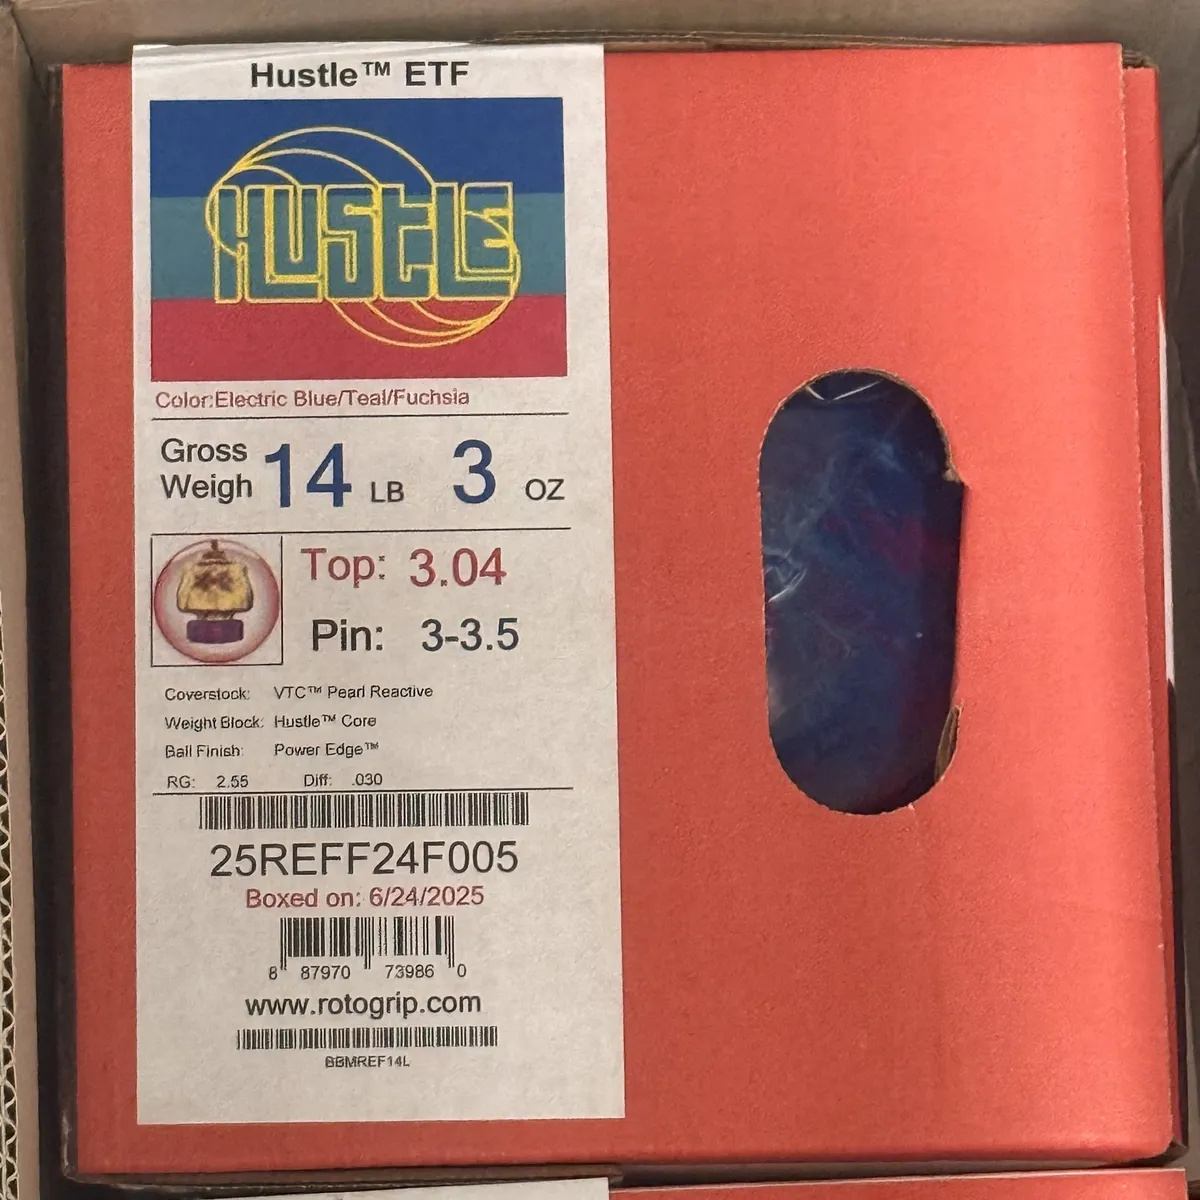 Hustle™ ETF
HUSTLE
Color:Electric Blue/Teal/Fuchsia
Gross
Weigh 14 LB 3 OZ
Top: 3.04
Pin: 3-3.5
Coverstock: VTC™ Pearl Reactive
Weight Block: Hustle™ Core
Ball Finish: Power Edge™
RG: 2.55 Diff: .030
25REFF24F005
Boxed on: 6/24/2025
8 87970 73986 0
www.rotogrip.com
BBMREF14L